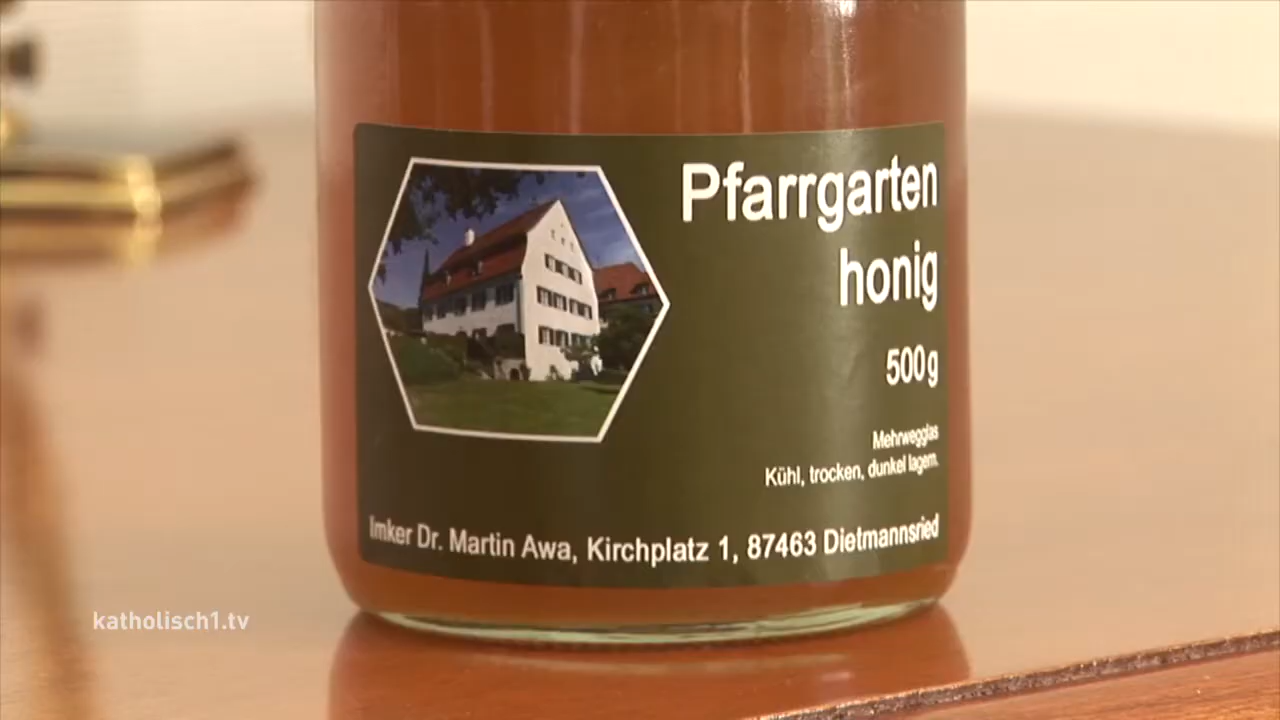 Pfarrgarten
honig
500g
Mehrwegglas
Kühl, trocken, dunkel lagern.
Imker Dr. Martin Awa, Kirchplatz 1, 87463 Dietmannsried
katholisch1.tv